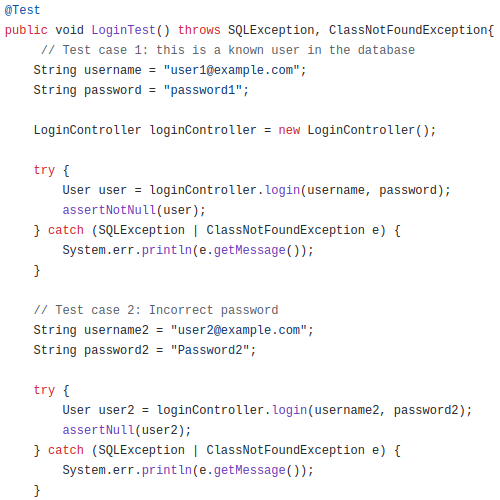 @Test
public void LoginTest() throws SQLException, ClassNotFoundException{
     // Test case 1: this is a known user in the database
    String username = "user1@example.com";
    String password = "password1";

    LoginController loginController = new LoginController();

    try {
        User user = loginController.login(username, password);
        assertNotNull(user);
    } catch (SQLException | ClassNotFoundException e) {
        System.err.println(e.getMessage());
    }

    // Test case 2: Incorrect password
    String username2 = "user2@example.com";
    String password2 = "Password2";

    try {
        User user2 = loginController.login(username2, password2);
        assertNull(user2);
    } catch (SQLException | ClassNotFoundException e) {
        System.err.println(e.getMessage());
    }